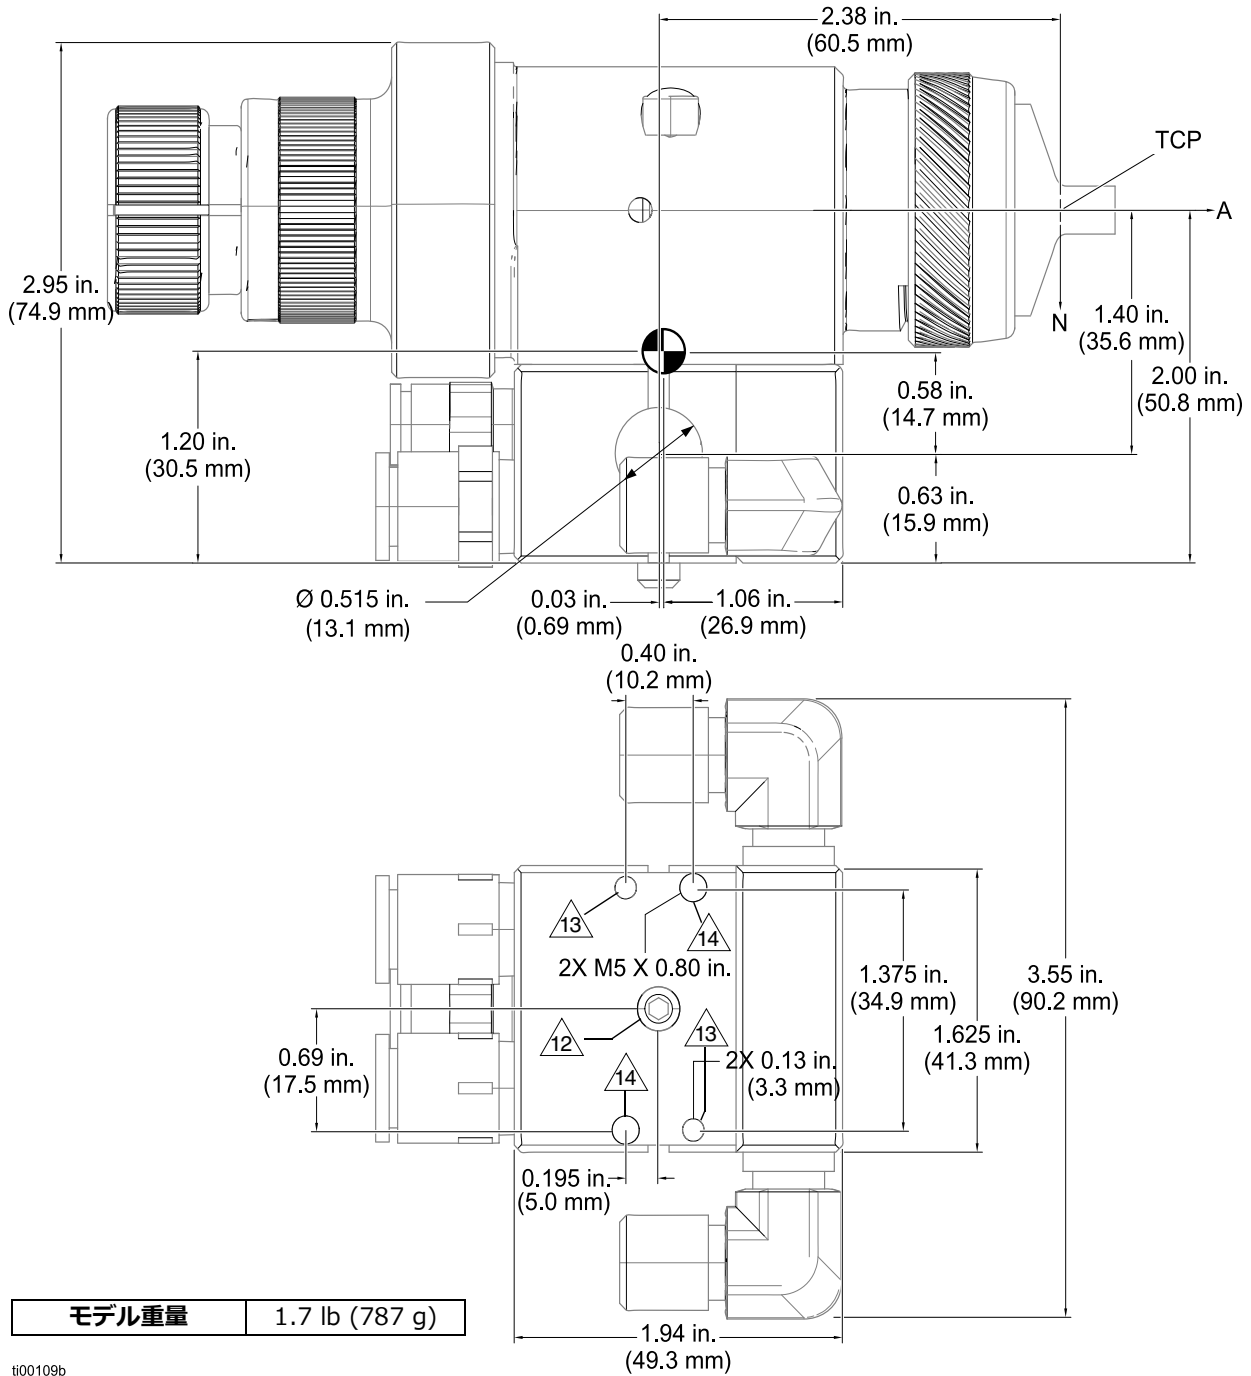 2.38 in.
(60.5 mm)
TCP
A
2.95 in.
(74.9 mm)
N
1.40 in.
(35.6 mm)
2.00 in.
(50.8 mm)
0.58 in.
(14.7 mm)
1.20 in.
(30.5 mm)
0.63 in.
(15.9 mm)
Ø 0.515 in.
(13.1 mm)
0.03 in.
(0.69 mm)
1.06 in.
(26.9 mm)
0.40 in.
(10.2 mm)
13
14
2X M5 X 0.80 in.
1.375 in.
(34.9 mm)
3.55 in.
(90.2 mm)
12
13
1.625 in.
(41.3 mm)
0.69 in.
(17.5 mm)
14
2X 0.13 in.
(3.3 mm)
0.195 in.
(5.0 mm)
モデル重量 1.7 lb (787 g)
1.94 in.
(49.3 mm)
ti00109b